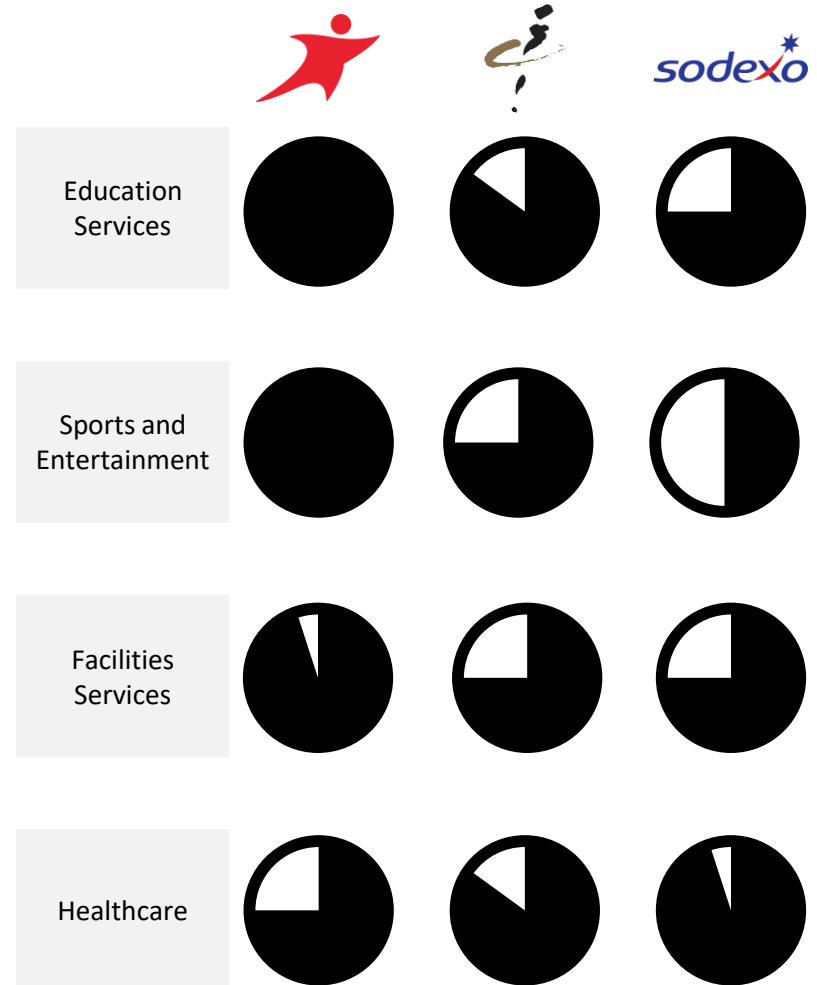 sodexo
Education
Services
Sports and
Entertainment
Facilities
Services
Healthcare